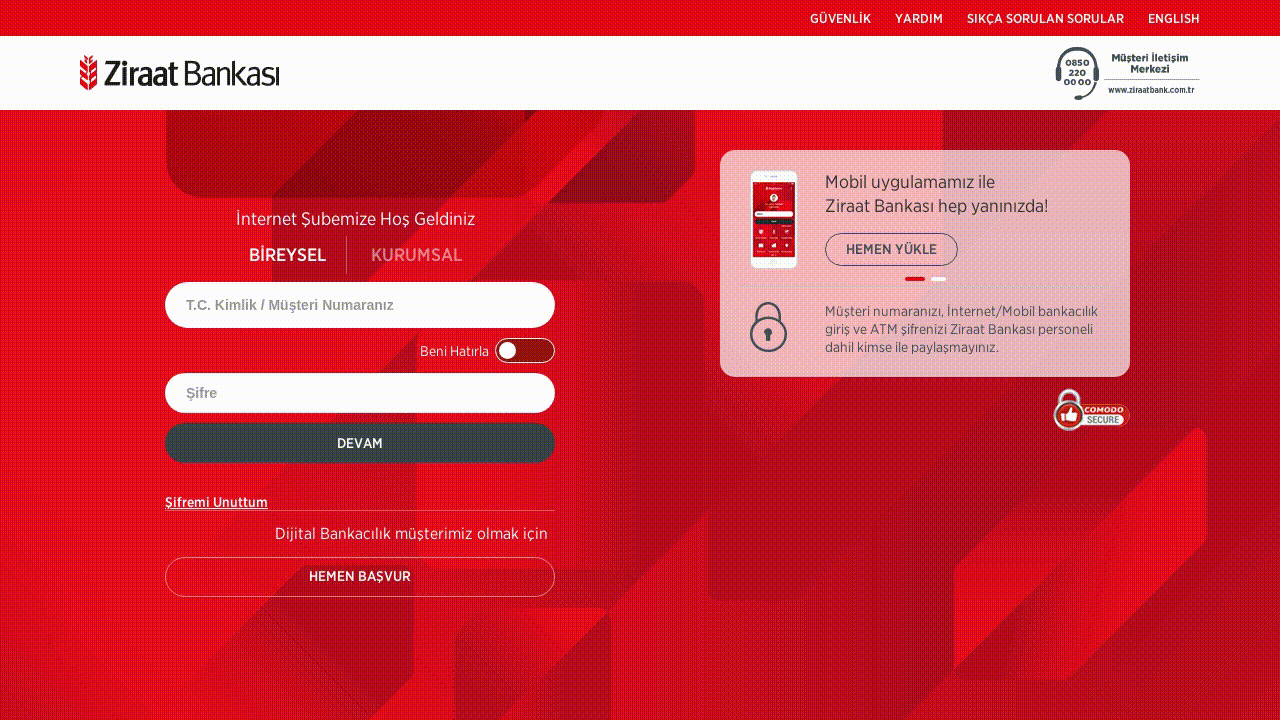 GÜVENLİK YARDIM SIKÇA SORULAN SORULAR ENGLISH
Ziraat Bankası
0850
220
00 00
Müşteri İletişim
Merkezi
www.ziraatbank.com.tr
İnternet Şubemize Hoş Geldiniz
BİREYSEL KURUMSAL
T.C. Kimlik / Müşteri Numaranız
Beni Hatırla
Şifre
DEVAM
Şifremi Unuttum
Dijital Bankacılık müşterimiz olmak için
HEMEN BAŞVUR
Mobil uygulamamız ile
Ziraat Bankası hep yanınızda!
HEMEN YÜKLE
Müşteri numaranızı, İnternet/Mobil bankacılık
giriş ve ATM şifrenizi Ziraat Bankası personeli
dahil kimse ile paylaşmayınız.
COMODO
SECURE